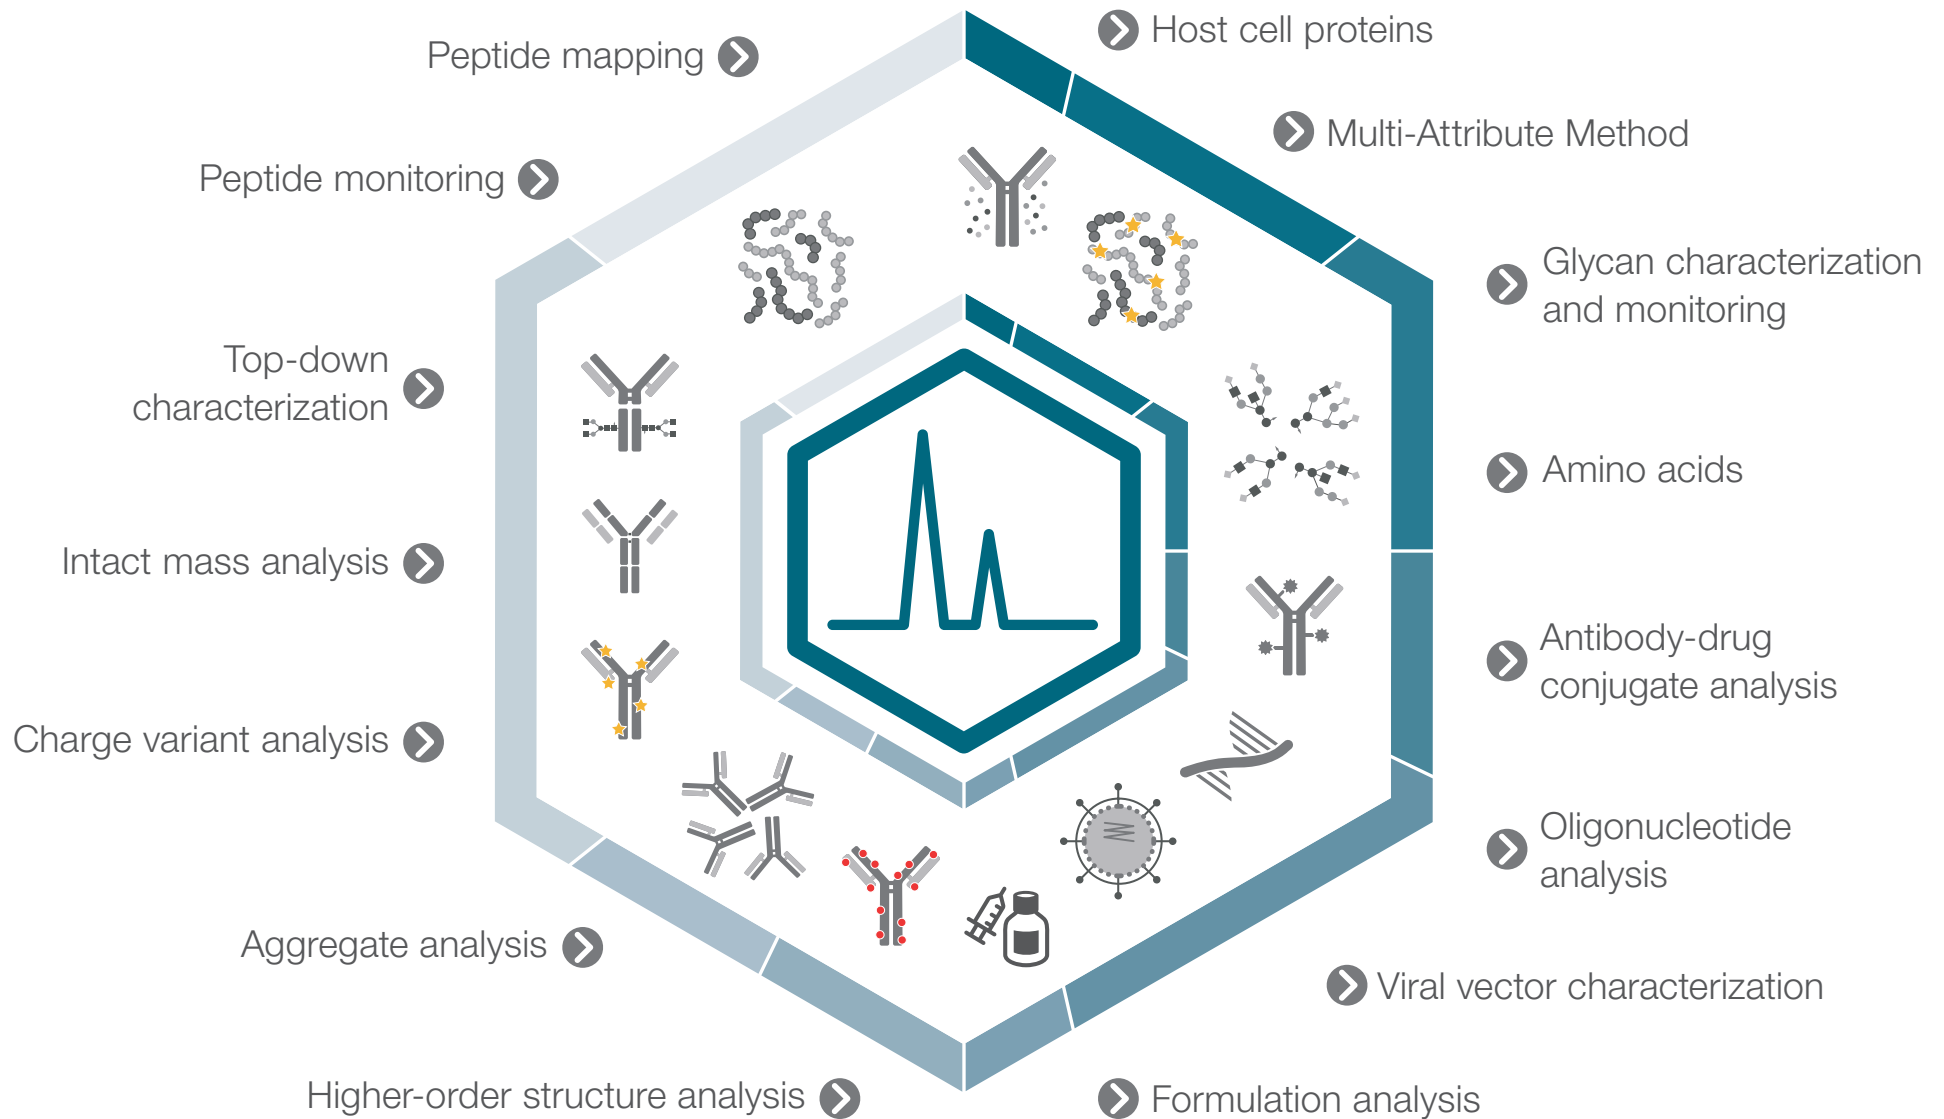 Peptide mapping
Host cell proteins
Multi-Attribute Method
Peptide monitoring
Glycan characterization
and monitoring
Top-down
characterization
Amino acids
Intact mass analysis
Antibody-drug
conjugate analysis
Charge variant analysis
Oligonucleotide
analysis
Aggregate analysis
Viral vector characterization
Higher-order structure analysis
Formulation analysis